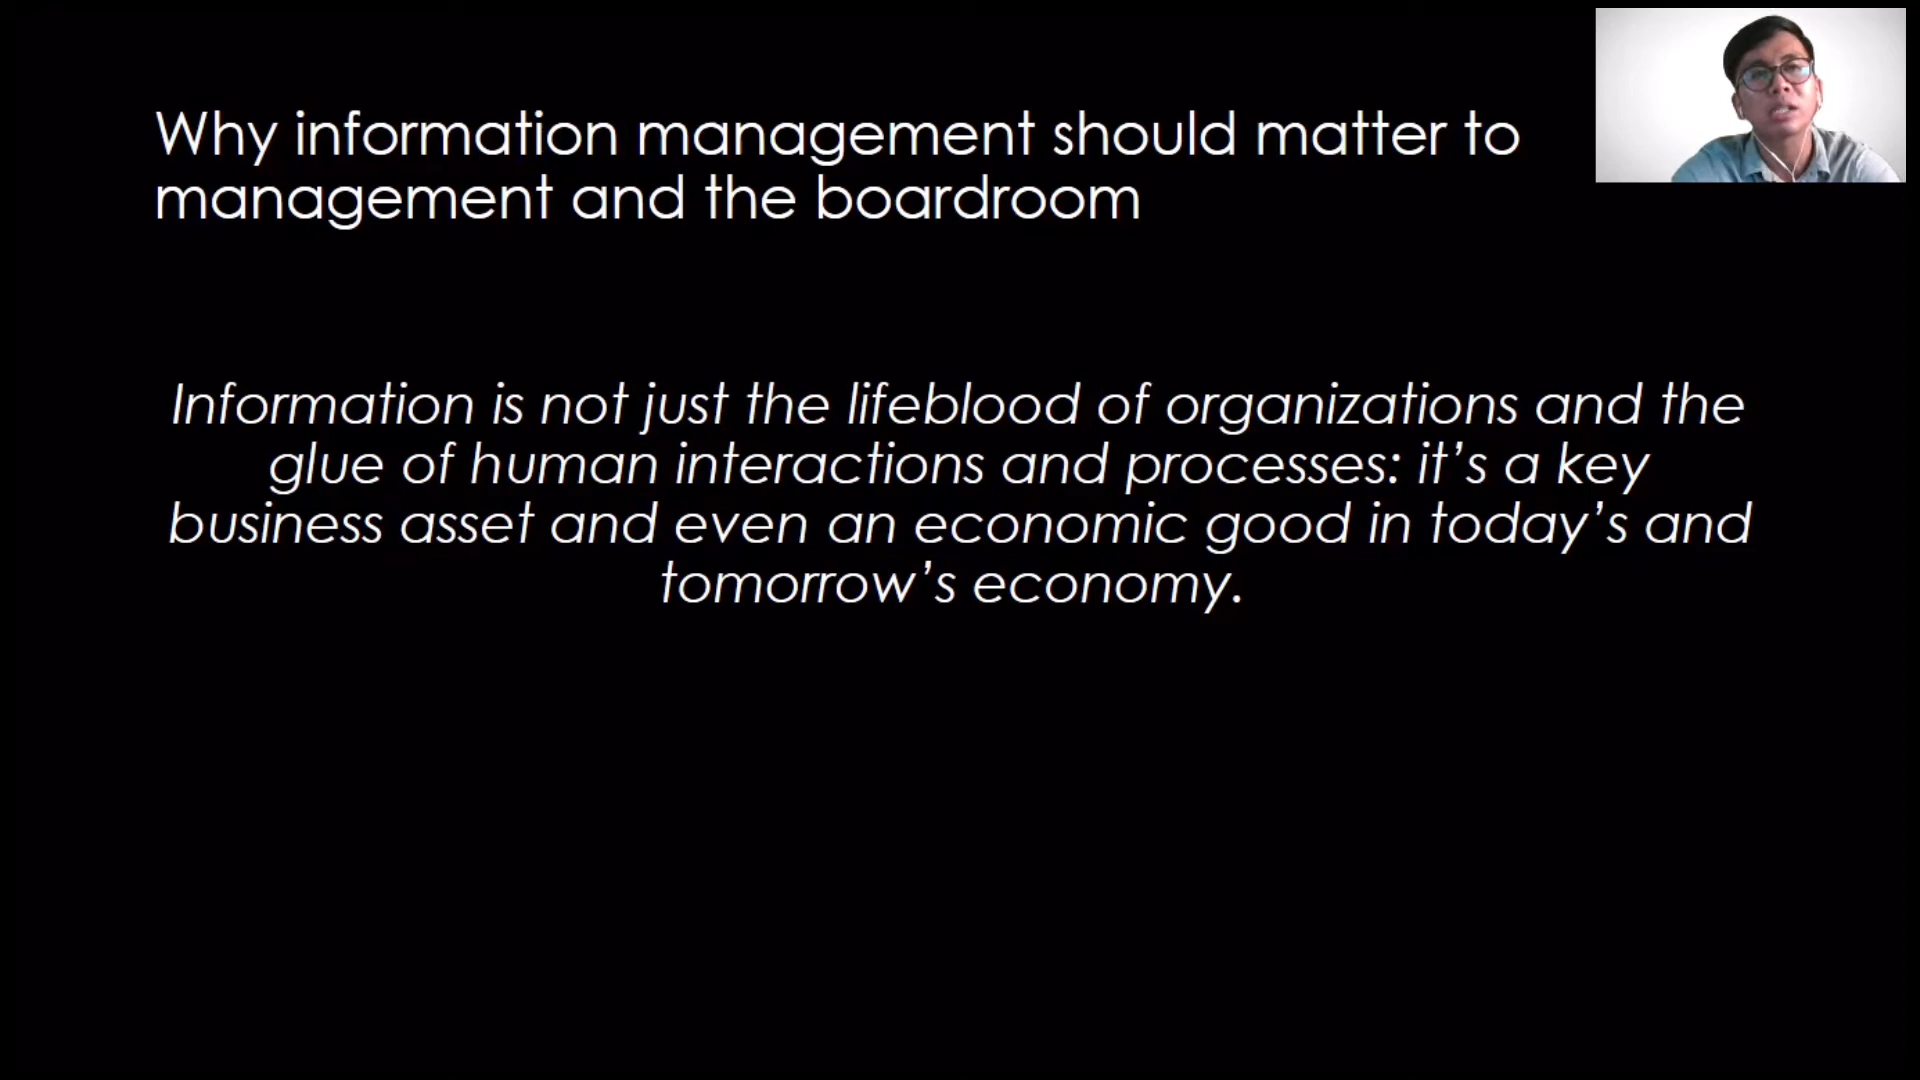 Why information management should matter to
management and the boardroom
Information is not just the lifeblood of organizations and the
glue of human interactions and processes: it’s a key
business asset and even an economic good in today’s and
tomorrow’s economy.